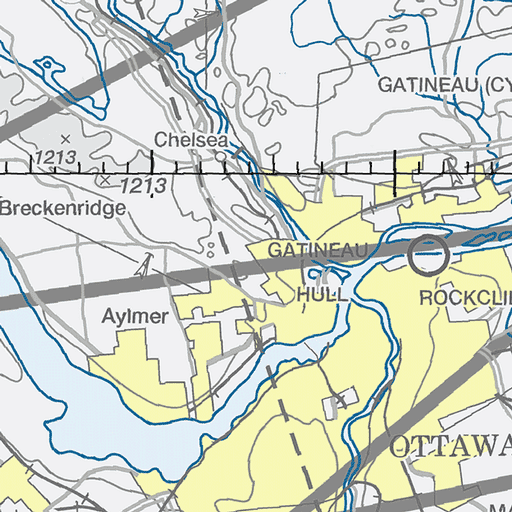 GATINEAU (CY
Chelsea
1213
1213
Breckenridge
GATINEAU
HULL
ROCKCLI
Aylmer
OTTAWA